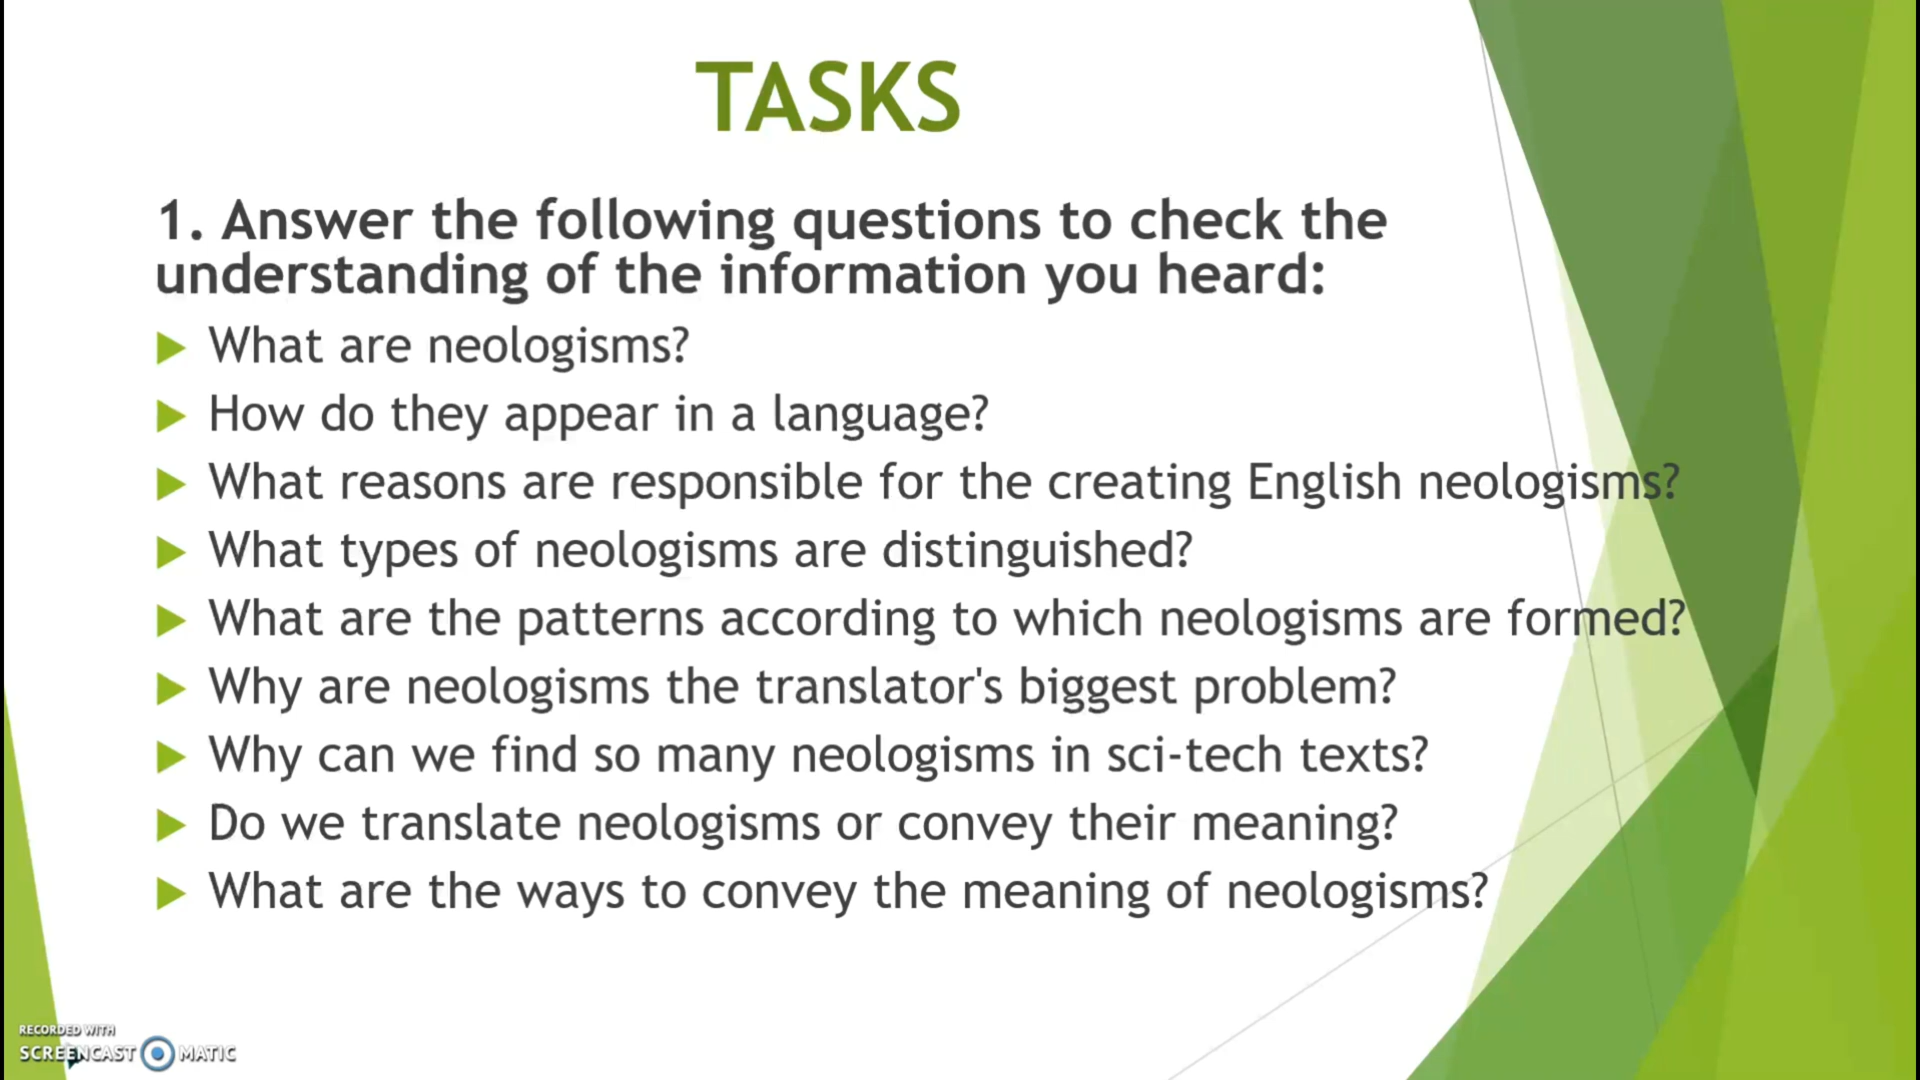 TASKS
1. Answer the following questions to check the
understanding of the information you heard:
What are neologisms?
How do they appear in a language?
What reasons are responsible for the creating English neologisms?
What types of neologisms are distinguished?
What are the patterns according to which neologisms are formed?
Why are neologisms the translator's biggest problem?
Why can we find so many neologisms in sci-tech texts?
Do we translate neologisms or convey their meaning?
What are the ways to convey the meaning of neologisms?
RECORDED WITH
SCREENCAST MATIC